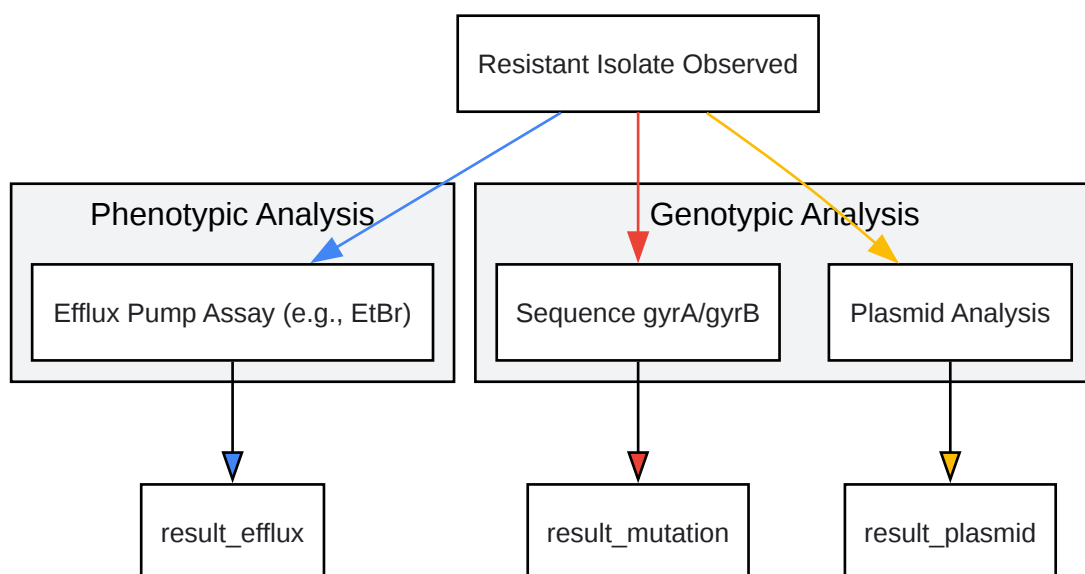 Resistant Isolate Observed
Phenotypic Analysis
Genotypic Analysis
Efflux Pump Assay (e.g., EtBr)
Sequence gyrA/gyrB
Plasmid Analysis
result_efflux
result_mutation
result_plasmid